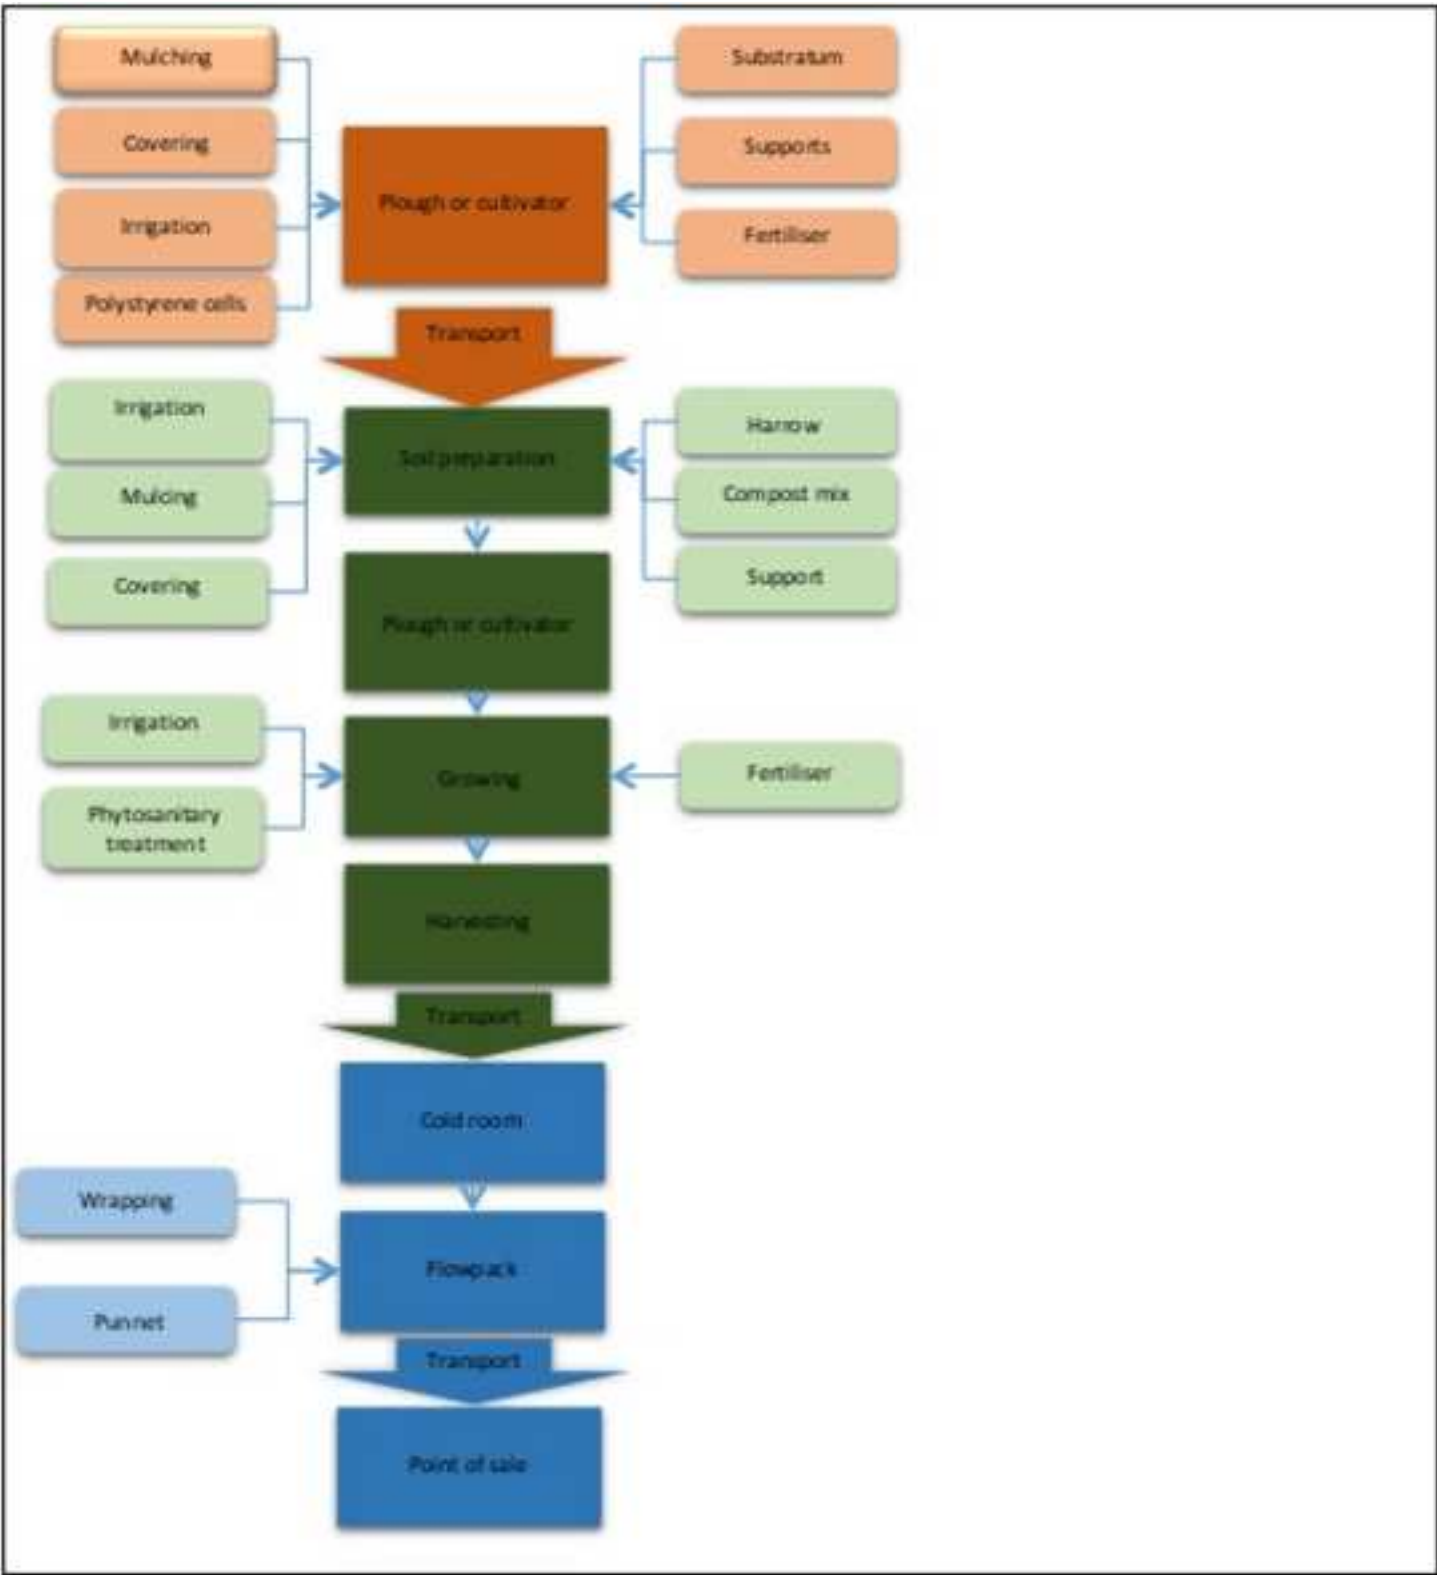 Mulching
Substratum
Covering
Supports
Plough or cultivator
Irrigation
Fertiliser
Polystyrene cells
Transport
Irrigation
Harrow
Soil preparation
Mulcing
Compost mix
Covering
Support
Plough or cultivator
Irrigation
Growing
Fertiliser
Phytosanitary
treatment
Harvesting
Transport
Cold room
Wrapping
Flowpack
Punnet
Transport
Point of sale